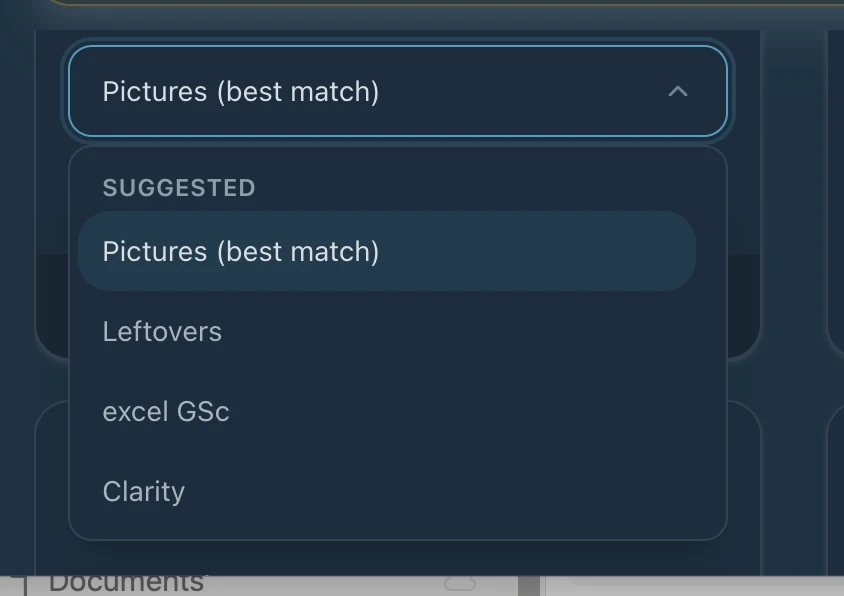 Pictures (best match)
SUGGESTED
Pictures (best match)
Leftovers
excel GSc
Clarity
Documents